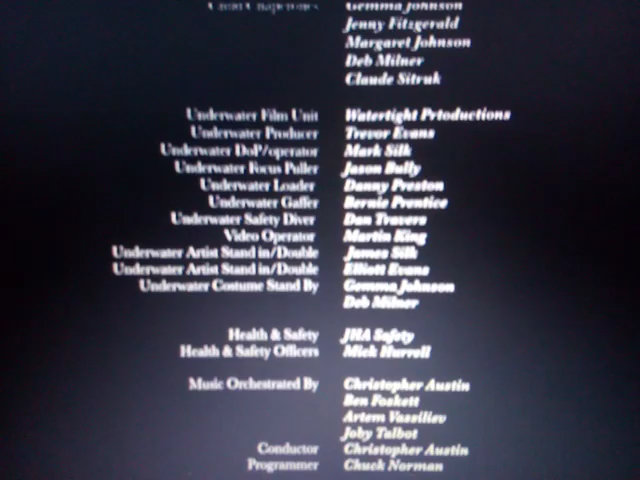 Gemma Johnson
Jenny Fitzgerald
Margaret Johnson
Deb Milner
Claude Sitruk
Underwater Film Unit Watertight Prtoductions
Underwater Producer Trevor Evans
Underwater DoP/operator Mark Silk
Underwater Focus Puller Jason Bully
Underwater Loader Danny Preston
Underwater Gaffer Bernie Prentice
Underwater Safety Diver Dan Travers
Video Operator Martin King
Underwater Artist Stand in/Double James Silk
Underwater Artist Stand in/Double Elliott Evans
Underwater Costume Stand By Gemma Johnson
Deb Milner
Health & Safety JHA Safety
Health & Safety Officers Mick Hurrell
Music Orchestrated By Christopher Austin
Ben Foskett
Artem Vassiliev
Joby Talbot
Conductor Christopher Austin
Programmer Chuck Norman